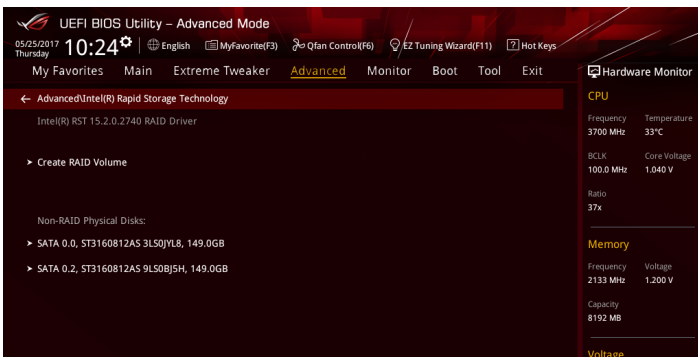 UEFI BIOS Utility – Advanced Mode
05/25/2017 Thursday 10:24 English MyFavorite(F3) Qfan Control(F6) EZ Tuning Wizard(F11) ? Hot Keys
My Favorites Main Extreme Tweaker Advanced Monitor Boot Tool Exit
← Advanced\Intel(R) Rapid Storage Technology
Intel(R) RST 15.2.0.2740 RAID Driver
> Create RAID Volume
Non-RAID Physical Disks:
> SATA 0.0, ST3160812AS 3LS0JYL8, 149.0GB
> SATA 0.2, ST3160812AS 9LS0BJ5H, 149.0GB
Hardware Monitor
CPU
Frequency Temperature
3700 MHz 33°C
BCLK Core Voltage
100.0 MHz 1.040 V
Ratio
37x
Memory
Frequency Voltage
2133 MHz 1.200 V
Capacity
8192 MB
Voltage